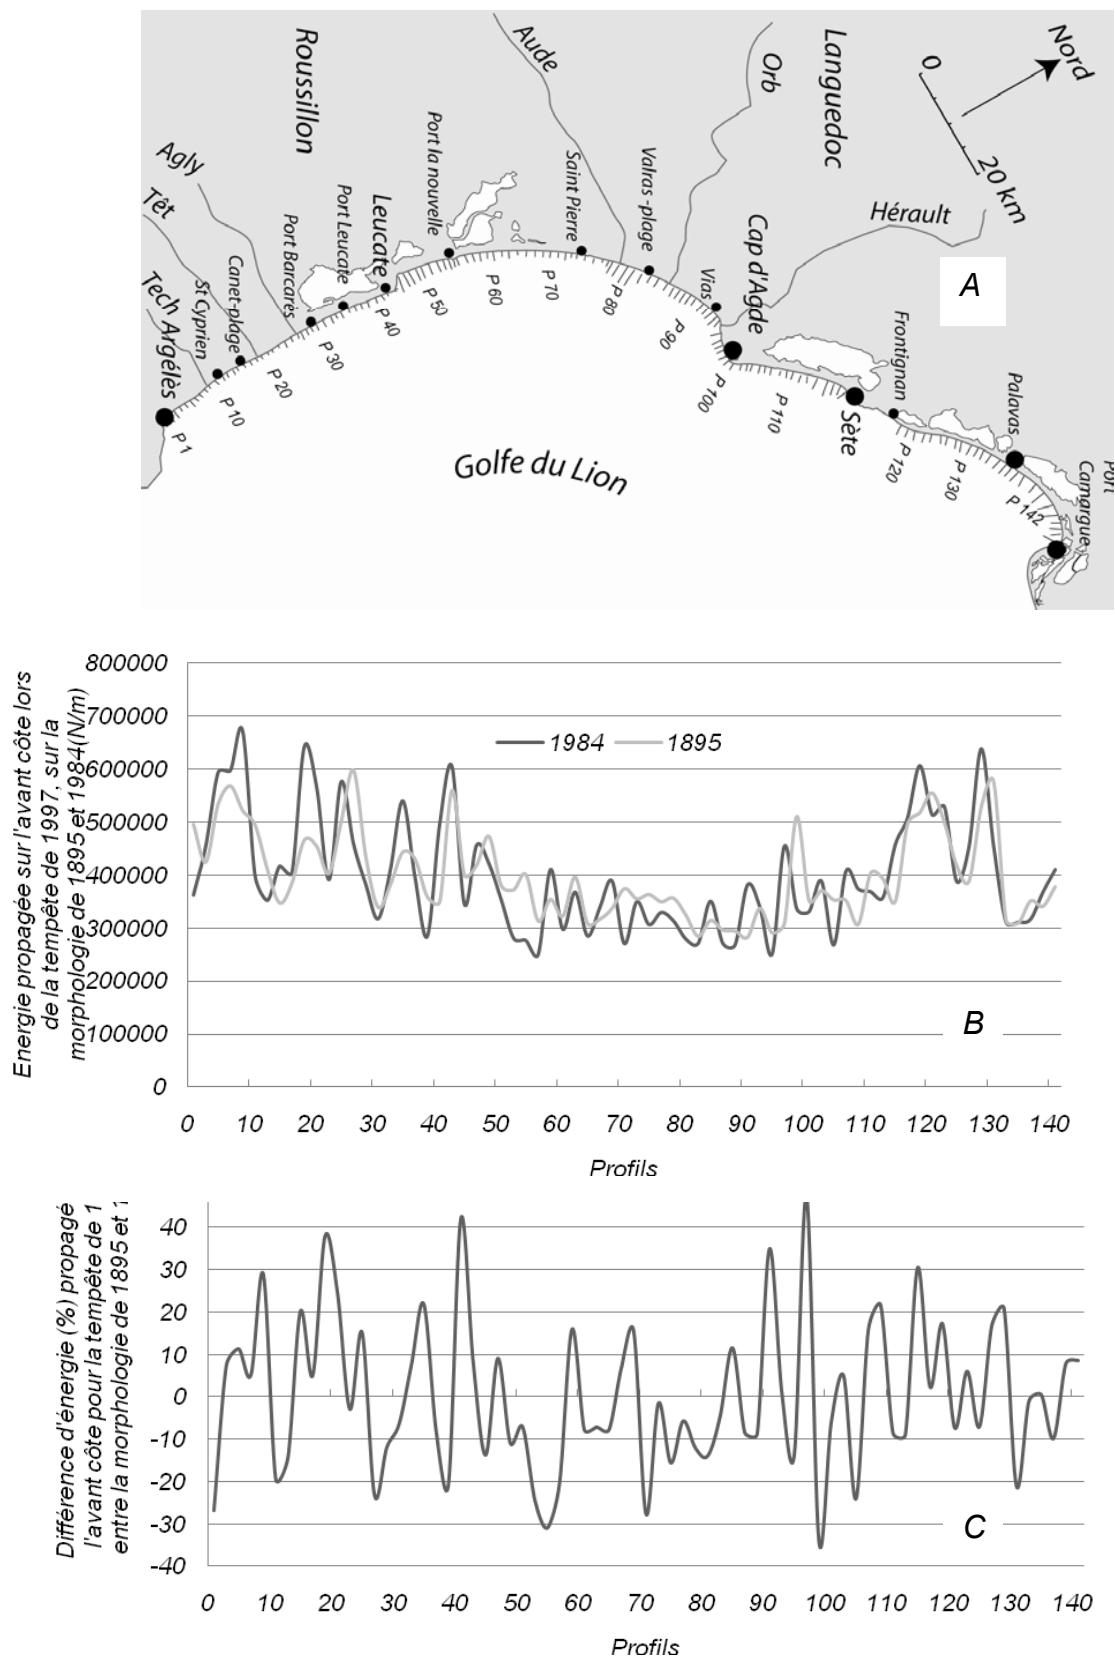 Nord
Languedoc
Orb
Aude
Roussillon
0
20 km
Port la nouvelle
Agly
Têt
Tech
Port Leucate
Leucate
Saint Pierre
Valras -plage
Hérault
Port Barcarès
Canet-plage
St Cyprien
Argélès
Vias
Cap d'Agde
A
Frontignan
Palavas
Port
Camargue
Sète
P 1
P 10
P 20
P 30
P 40
P 50
P 60
P 70
P 80
P 90
P 100
P 110
P 120
P 130
P 142
Golfe du Lion
Energie propagée sur l'avant côte lors
de la tempête de 1997, sur la
morphologie de 1895 et 1984(N/m)
800000
700000
600000
500000
400000
300000
200000
100000
0
1984
1895
B
0 10 20 30 40 50 60 70 80 90 100 110 120 130 140
Profils
Différence d'énergie (%) propagé
l'avant côte pour la tempête de 1
entre la morphologie de 1895 et 1
40
30
20
10
0
-10
-20
-30
-40
C
0 10 20 30 40 50 60 70 80 90 100 110 120 130 140
Profils